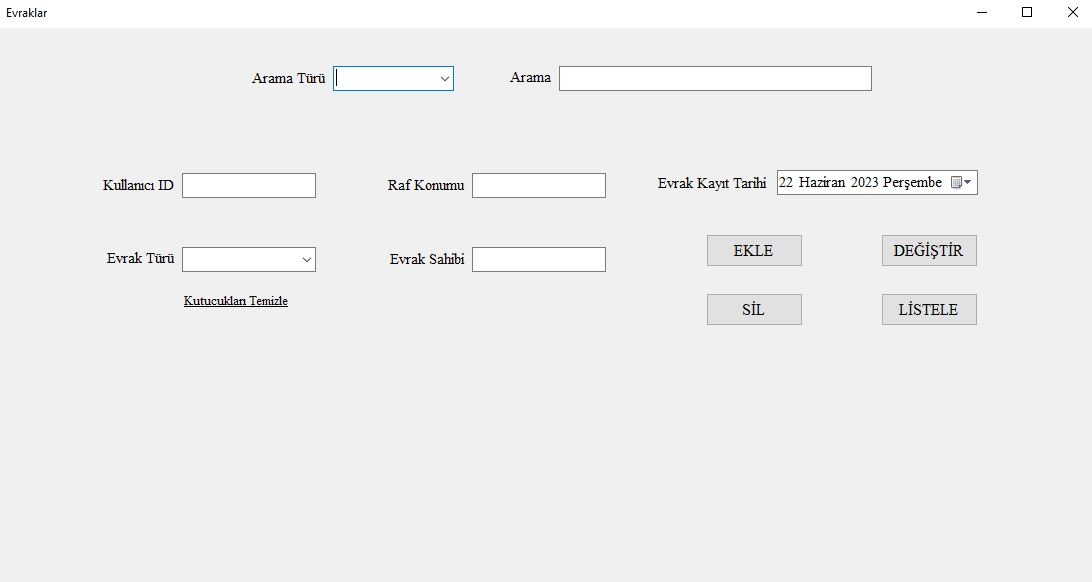 Evraklar
Arama Türü
Arama
Kullanıcı ID
Raf Konumu
Evrak Kayıt Tarihi 22 Haziran 2023 Perşembe
Evrak Türü
Evrak Sahibi
EKLE
DEĞİŞTİR
Kutucukları Temizle
SİL
LİSTELE